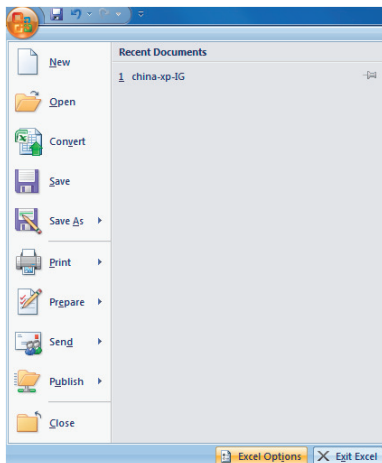 Recent Documents
New
1 china-xp-IG
Open
Convert
Save
Save As
Print
Prepare
Send
Publish
Close
Excel Options
Exit Excel